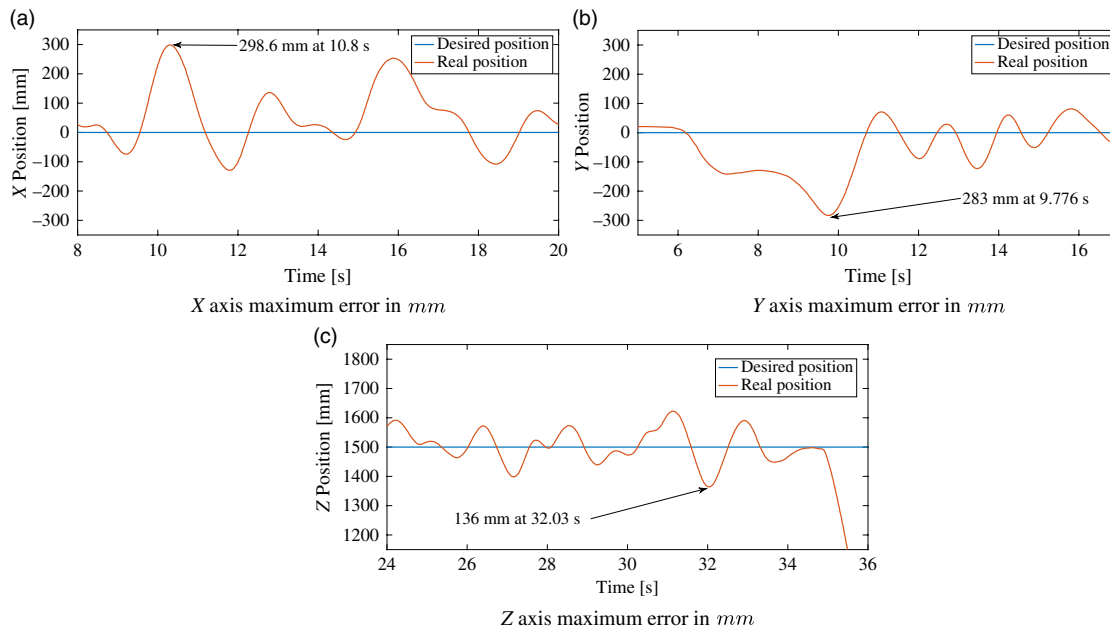 (a)
298.6 mm at 10.8 s
Desired position
Real position
300
200
100
0
−100
−200
−300
X Position [mm]
8
10
12
14
16
18
20
Time [s]
X axis maximum error in mm
(b)
Desired position
Real position
300
200
100
0
−100
−200
−300
Y Position
283 mm at 9.776 s
6
8
10
12
14
16
Time [s]
Y axis maximum error in mm
(c)
Desired position
Real position
1800
1700
1600
1500
1400
1300
1200
Z Position [mm]
136 mm at 32.03 s
24
26
28
30
32
34
36
Time [s]
Z axis maximum error in mm